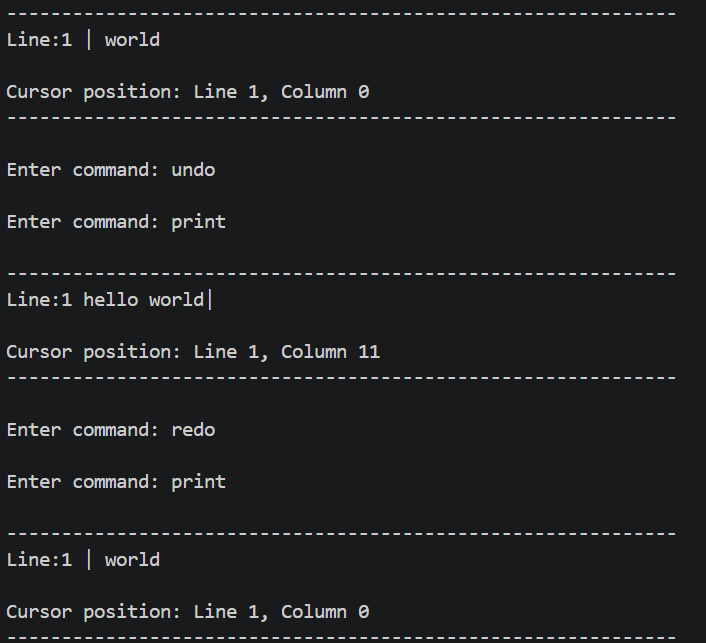 -------------------------------------------------------------
Line:1 | world
Cursor position: Line 1, Column 0
-------------------------------------------------------------
Enter command: undo
Enter command: print
-------------------------------------------------------------
Line:1 hello world|
Cursor position: Line 1, Column 11
-------------------------------------------------------------
Enter command: redo
Enter command: print
-------------------------------------------------------------
Line:1 | world
Cursor position: Line 1, Column 0
-------------------------------------------------------------